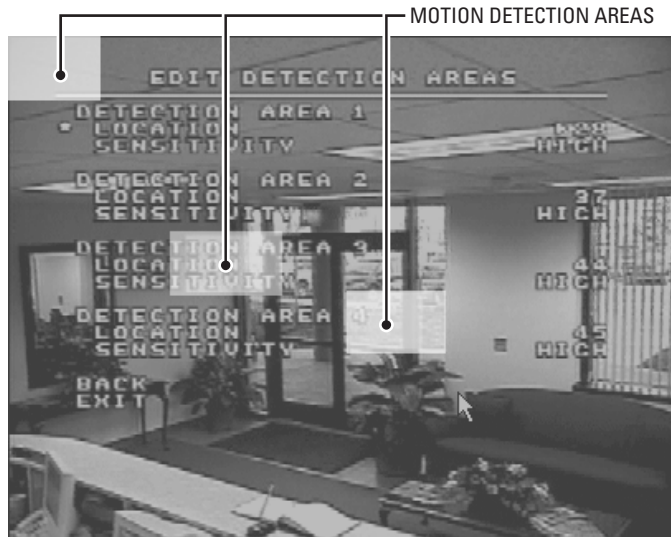 MOTION DETECTION AREAS
EDIT DETECTION AREAS
DETECTION AREA 1
* LOCATION
SENSITIVITY HIGH
DETECTION AREA 2
LOCATION 37
SENSITIVITY HIGH
DETECTION AREA 3
LOCATION 44
SENSITIVITY HIGH
DETECTION AREA 4
LOCATION 45
SENSITIVITY HIGH
BACK
EXIT